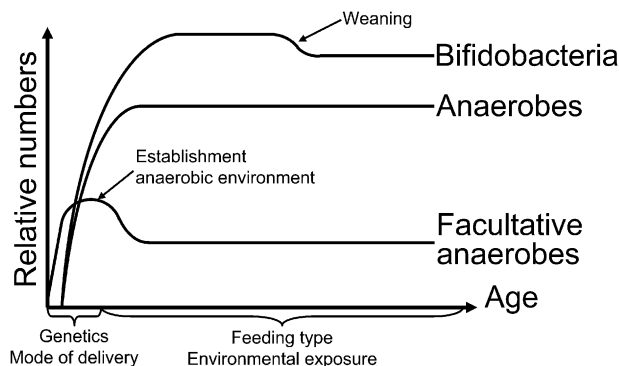 Weaning
Bifidobacteria
Anaerobes
Establishment
anaerobic environment
Facultative
anaerobes
Relative numbers
Age
Genetics
Mode of delivery
Feeding type
Environmental exposure